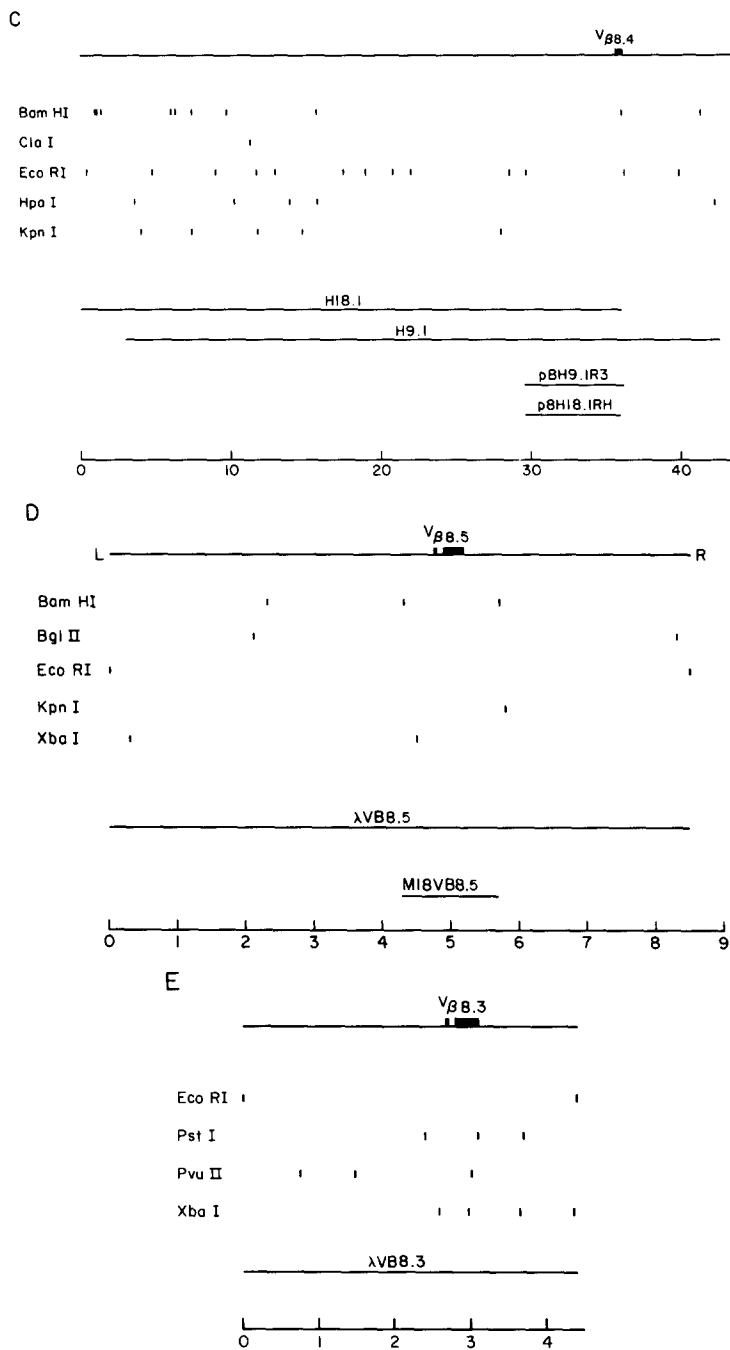 C
Vβ8.4
Bam HI
Cla I
Eco RI
Hpa I
Kpn I
H18.1
H9.1
pBH9.1R3
p8H18.1RH
0 10 20 30 40
D
Vβ8.5
L R
Bam HI
Bgl II
Eco RI
Kpn I
Xba I
λVB8.5
M18VB8.5
0 1 2 3 4 5 6 7 8 9
E
Vβ8.3
Eco RI
Pst I
Pvu II
Xba I
λVB8.3
0 1 2 3 4